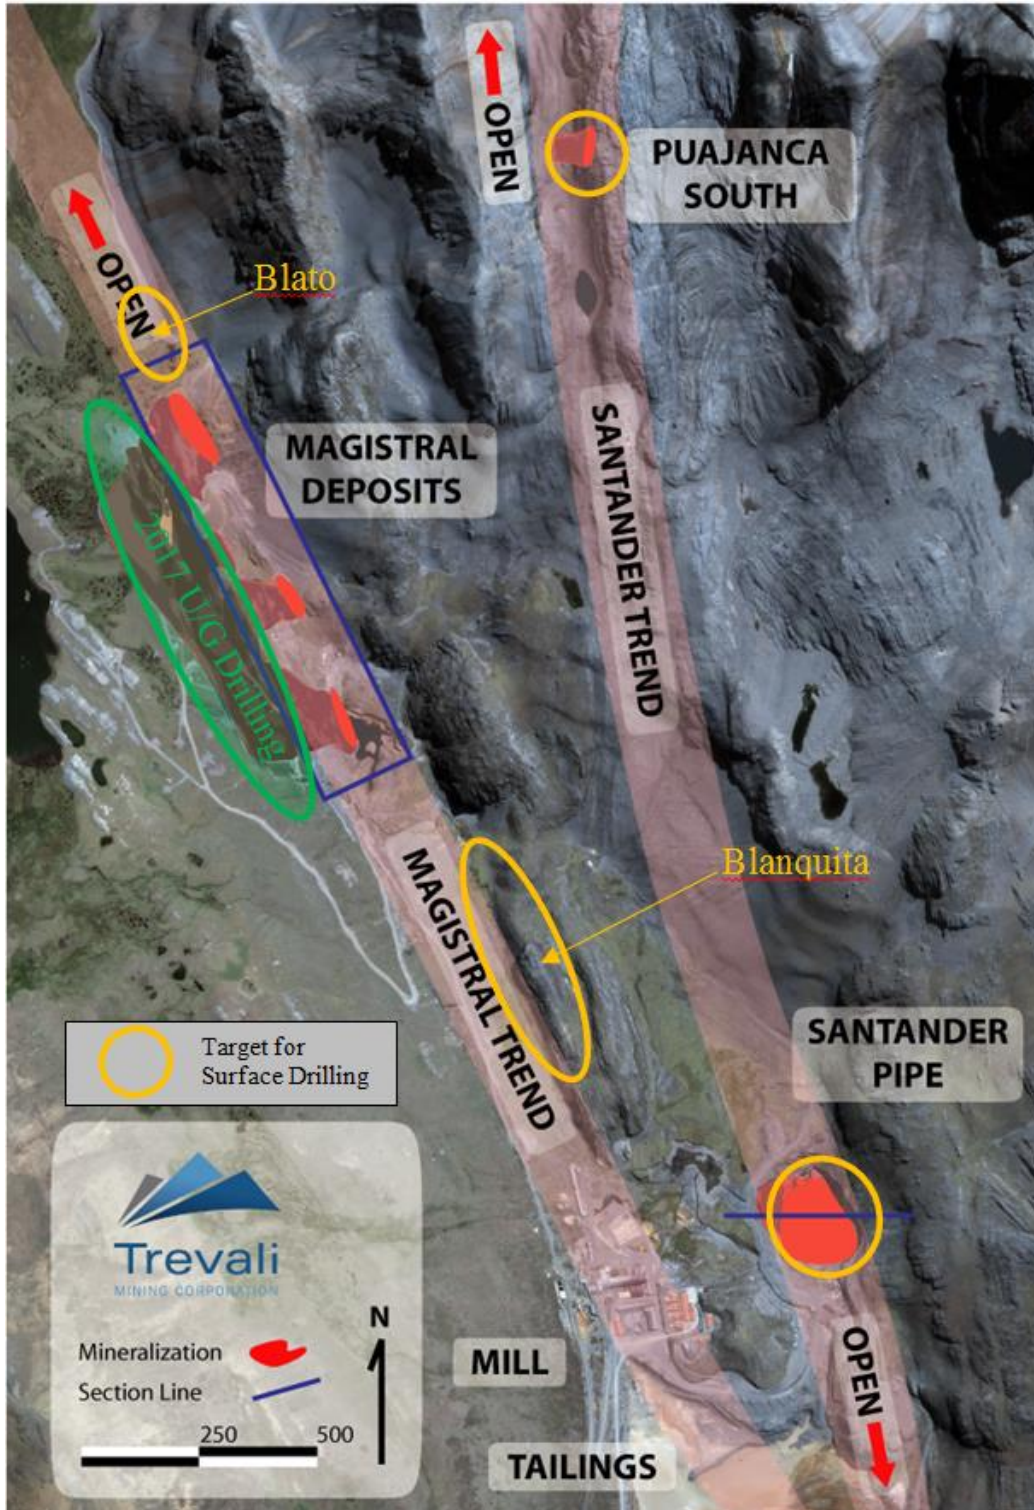 OPEN
PUAJANCA
SOUTH
OPEN
Blato
MAGISTRAL
DEPOSITS
SANTANDER TREND
2017 U/G Drilling
MAGISTRAL TREND
Blanquita
SANTANDER
PIPE
Target for
Surface Drilling
Trevali
MINING CORPORATION
N
Mineralization
Section Line
250
500
MILL
TAILINGS
OPEN